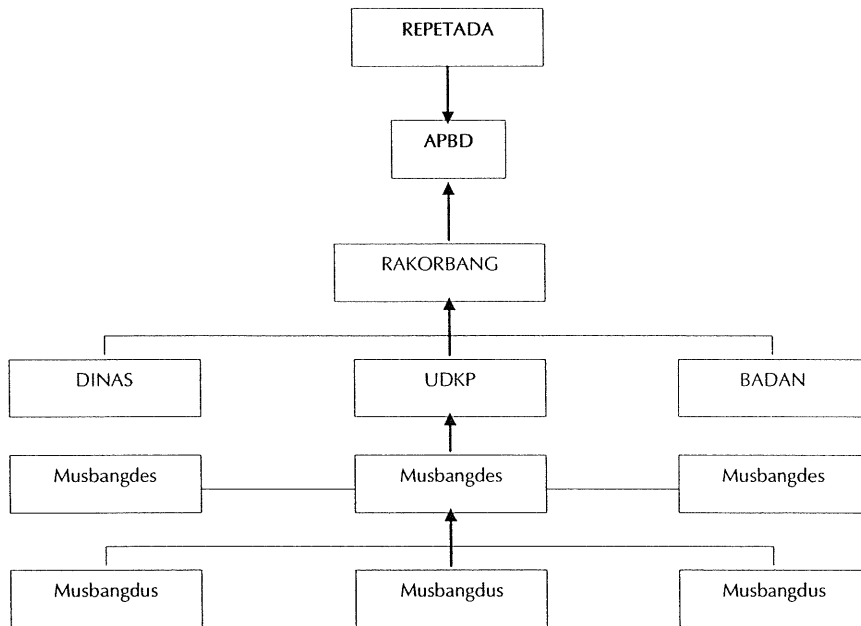 REPETADA
APBD
RAKORBANG
DINAS
UDKP
BADAN
Musbangdes
Musbangdes
Musbangdes
Musbangdus
Musbangdus
Musbangdus